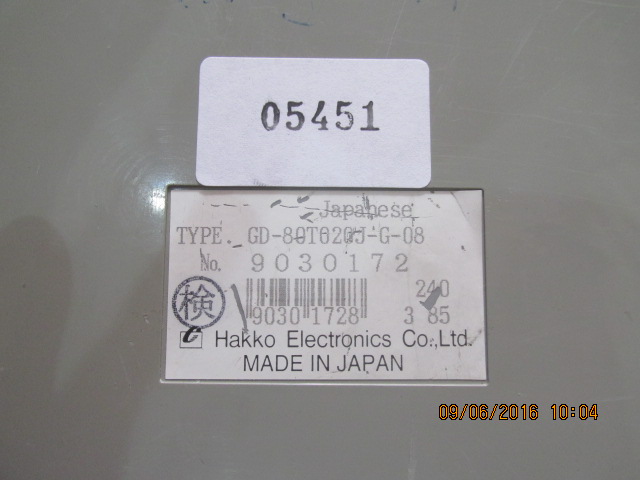 05451
Japanese
TYPE. GD-80T020J-G-08
No. 9030172
検
240
9030 1728 3 85
Hakko Electronics Co.,Ltd.
MADE IN JAPAN
09/06/2016 10:04